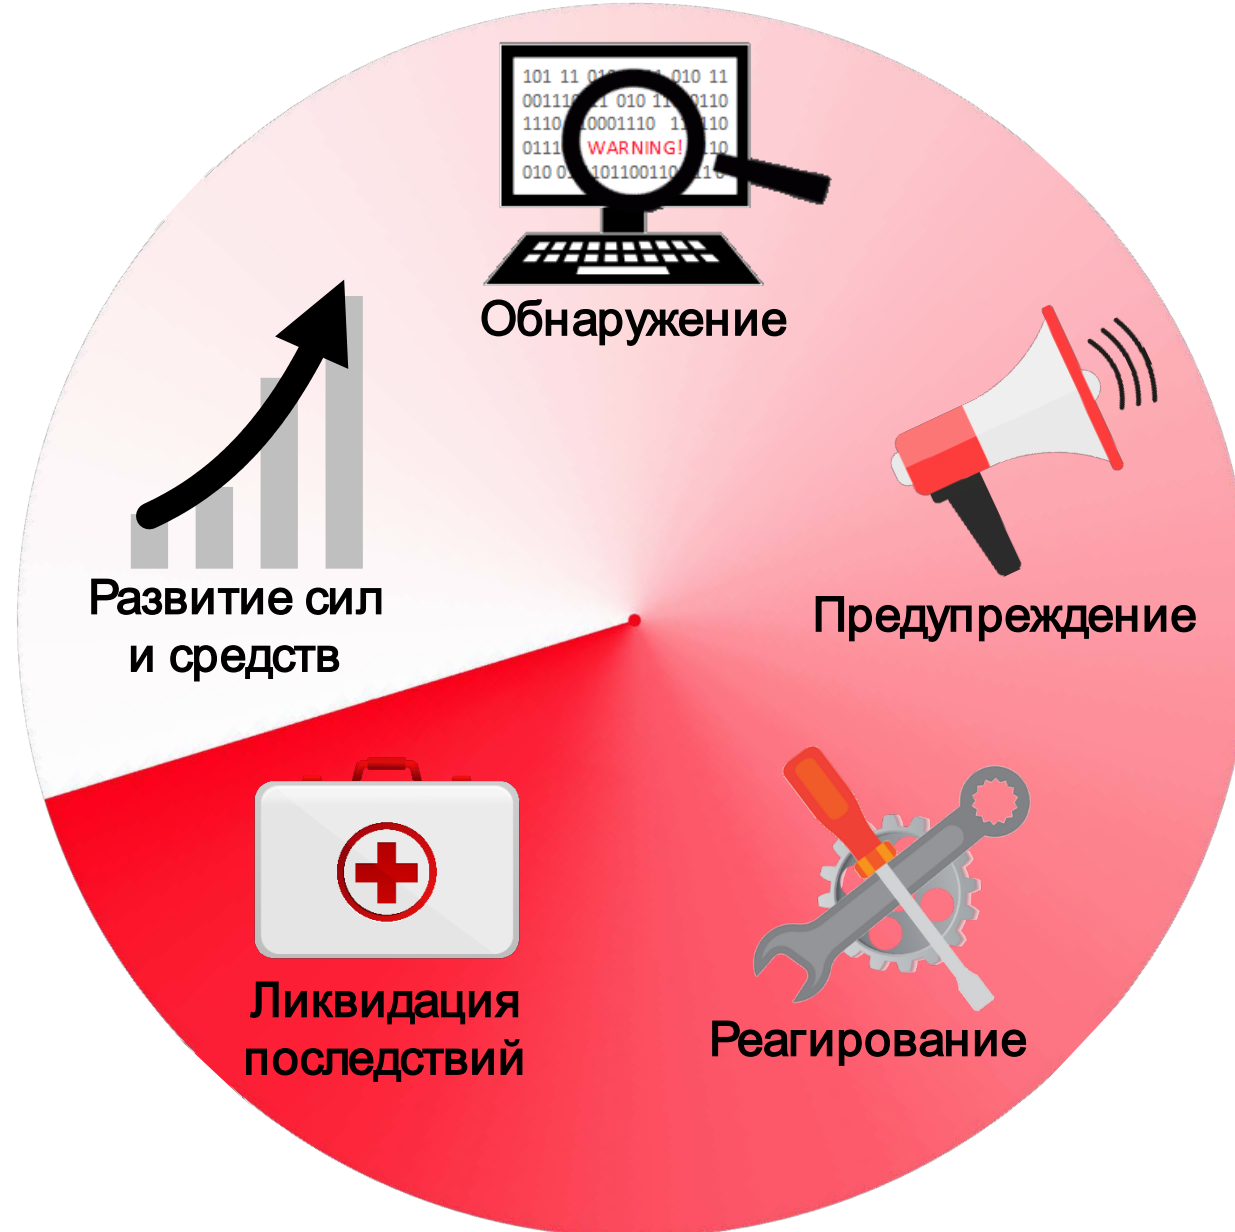 WARNING!
Обнаружение
Предупреждение
Развитие сил
и средств
Ликвидация
последствий
Реагирование